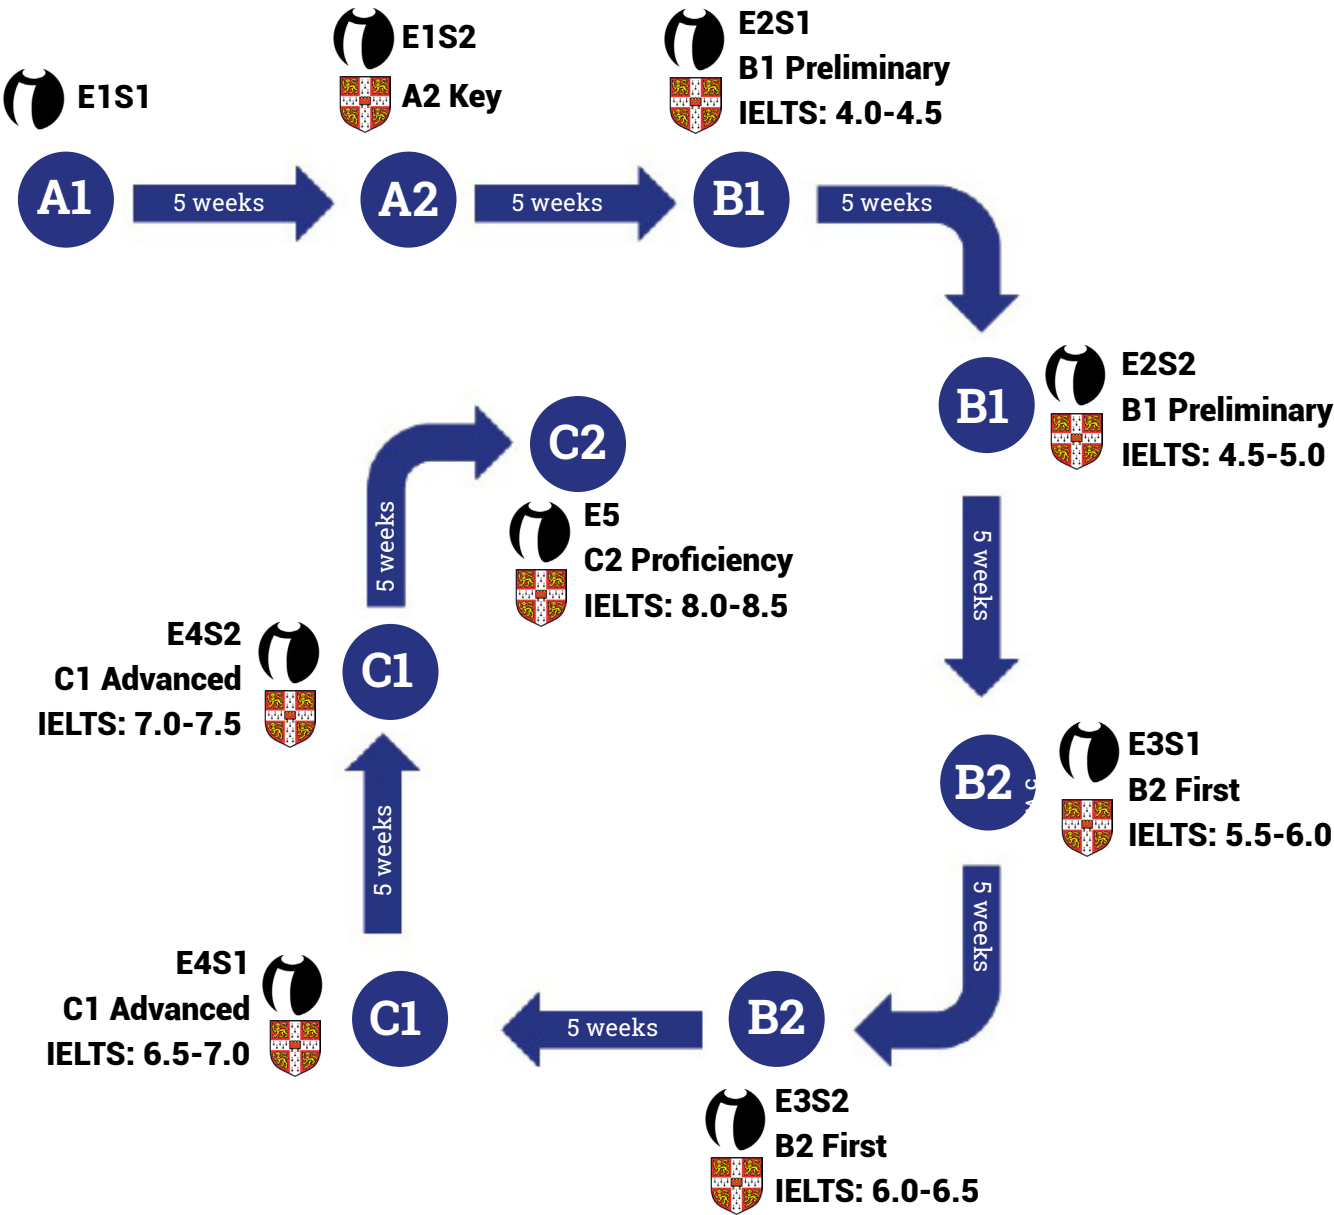 E1S1
A1
5 weeks
E1S2
A2 Key
A2
5 weeks
E2S1
B1 Preliminary
IELTS: 4.0-4.5
B1
5 weeks
B1
E2S2
B1 Preliminary
IELTS: 4.5-5.0
5 weeks
B2
E3S1
B2 First
IELTS: 5.5-6.0
5 weeks
B2
E3S2
B2 First
IELTS: 6.0-6.5
5 weeks
C1
E4S1
C1 Advanced
IELTS: 6.5-7.0
5 weeks
C1
E4S2
C1 Advanced
IELTS: 7.0-7.5
5 weeks
C2
E5
C2 Proficiency
IELTS: 8.0-8.5